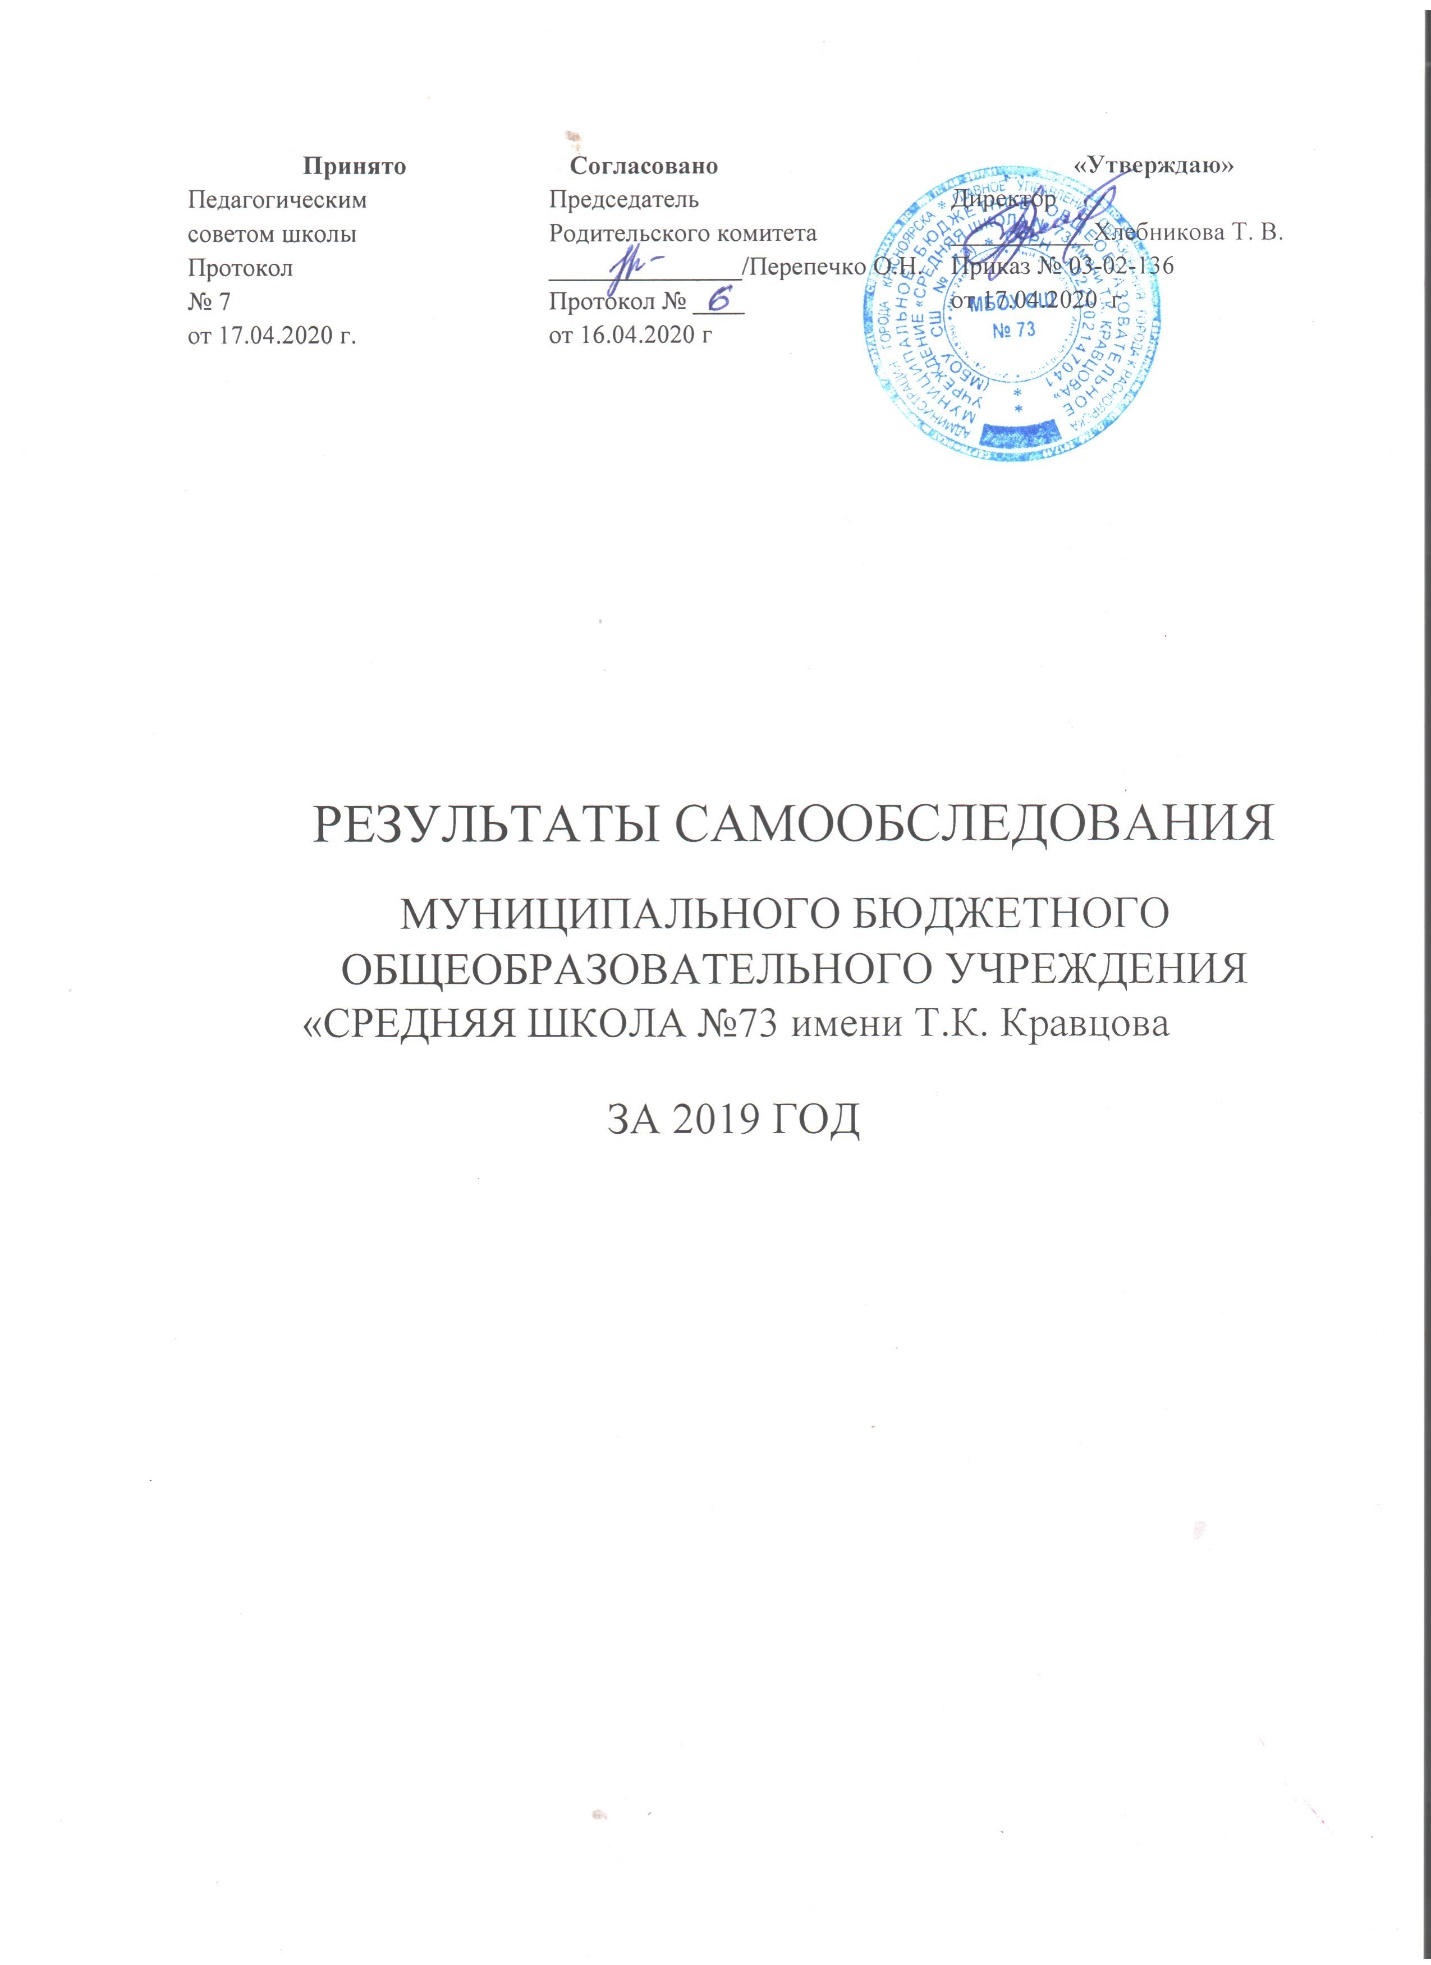 Принято
Педагогическим
советом школы
Протокол
№ 7
от 17.04.2020 г.
Согласовано
Председатель
Родительского комитета
_______________/Перепечко О.Н.
Протокол № 6
от 16.04.2020 г
«Утверждаю»
Директор
___________Хлебникова Т. В.
Приказ № 03-02-136
от 17.04.2020 г
МБОУ СШ
№ 73
РЕЗУЛЬТАТЫ САМООБСЛЕДОВАНИЯ
МУНИЦИПАЛЬНОГО БЮДЖЕТНОГО
ОБЩЕОБРАЗОВАТЕЛЬНОГО УЧРЕЖДЕНИЯ
«СРЕДНЯЯ ШКОЛА №73 имени Т.К. Кравцова
ЗА 2019 ГОД